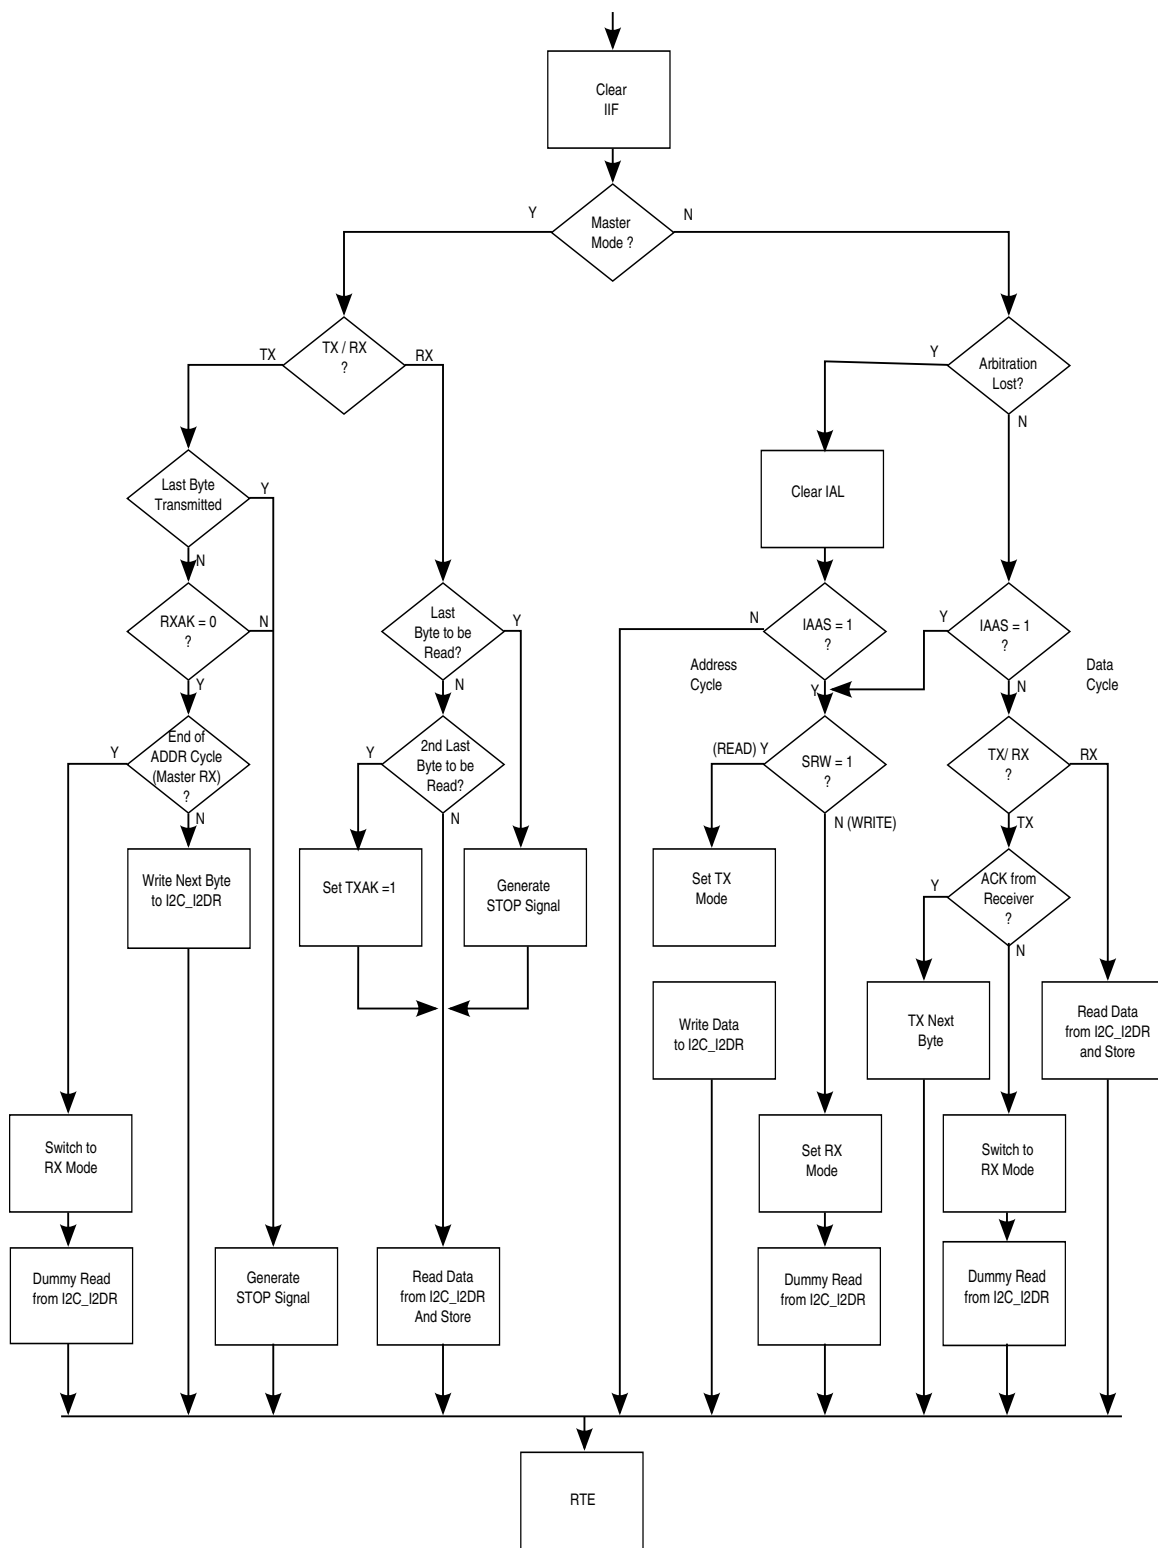 Clear
IIF
Y
Master
Mode ?
N
TX
TX / RX
?
RX
Y
Arbitration
Lost?
N
Last Byte
Transmitted
Y
N
Clear IAL
RXAK = 0
?
N
Y
Last
Byte to be
Read?
Y
N
N
IAAS = 1
?
Y
Address
Cycle
Y
IAAS = 1
?
N
Data
Cycle
Y
End of
ADDR Cycle
(Master RX)
?
N
Y
2nd Last
Byte to be
Read?
N
(READ) Y
SRW = 1
?
N (WRITE)
TX/ RX
?
RX
TX
Write Next Byte
to I2C_I2DR
Set TXAK =1
Generate
STOP Signal
Set TX
Mode
Y
ACK from
Receiver
?
N
Write Data
to I2C_I2DR
TX Next
Byte
Read Data
from I2C_I2DR
and Store
Switch to
RX Mode
Set RX
Mode
Switch to
RX Mode
Dummy Read
from I2C_I2DR
Generate
STOP Signal
Read Data
from I2C_I2DR
And Store
Dummy Read
from I2C_I2DR
Dummy Read
from I2C_I2DR
RTE